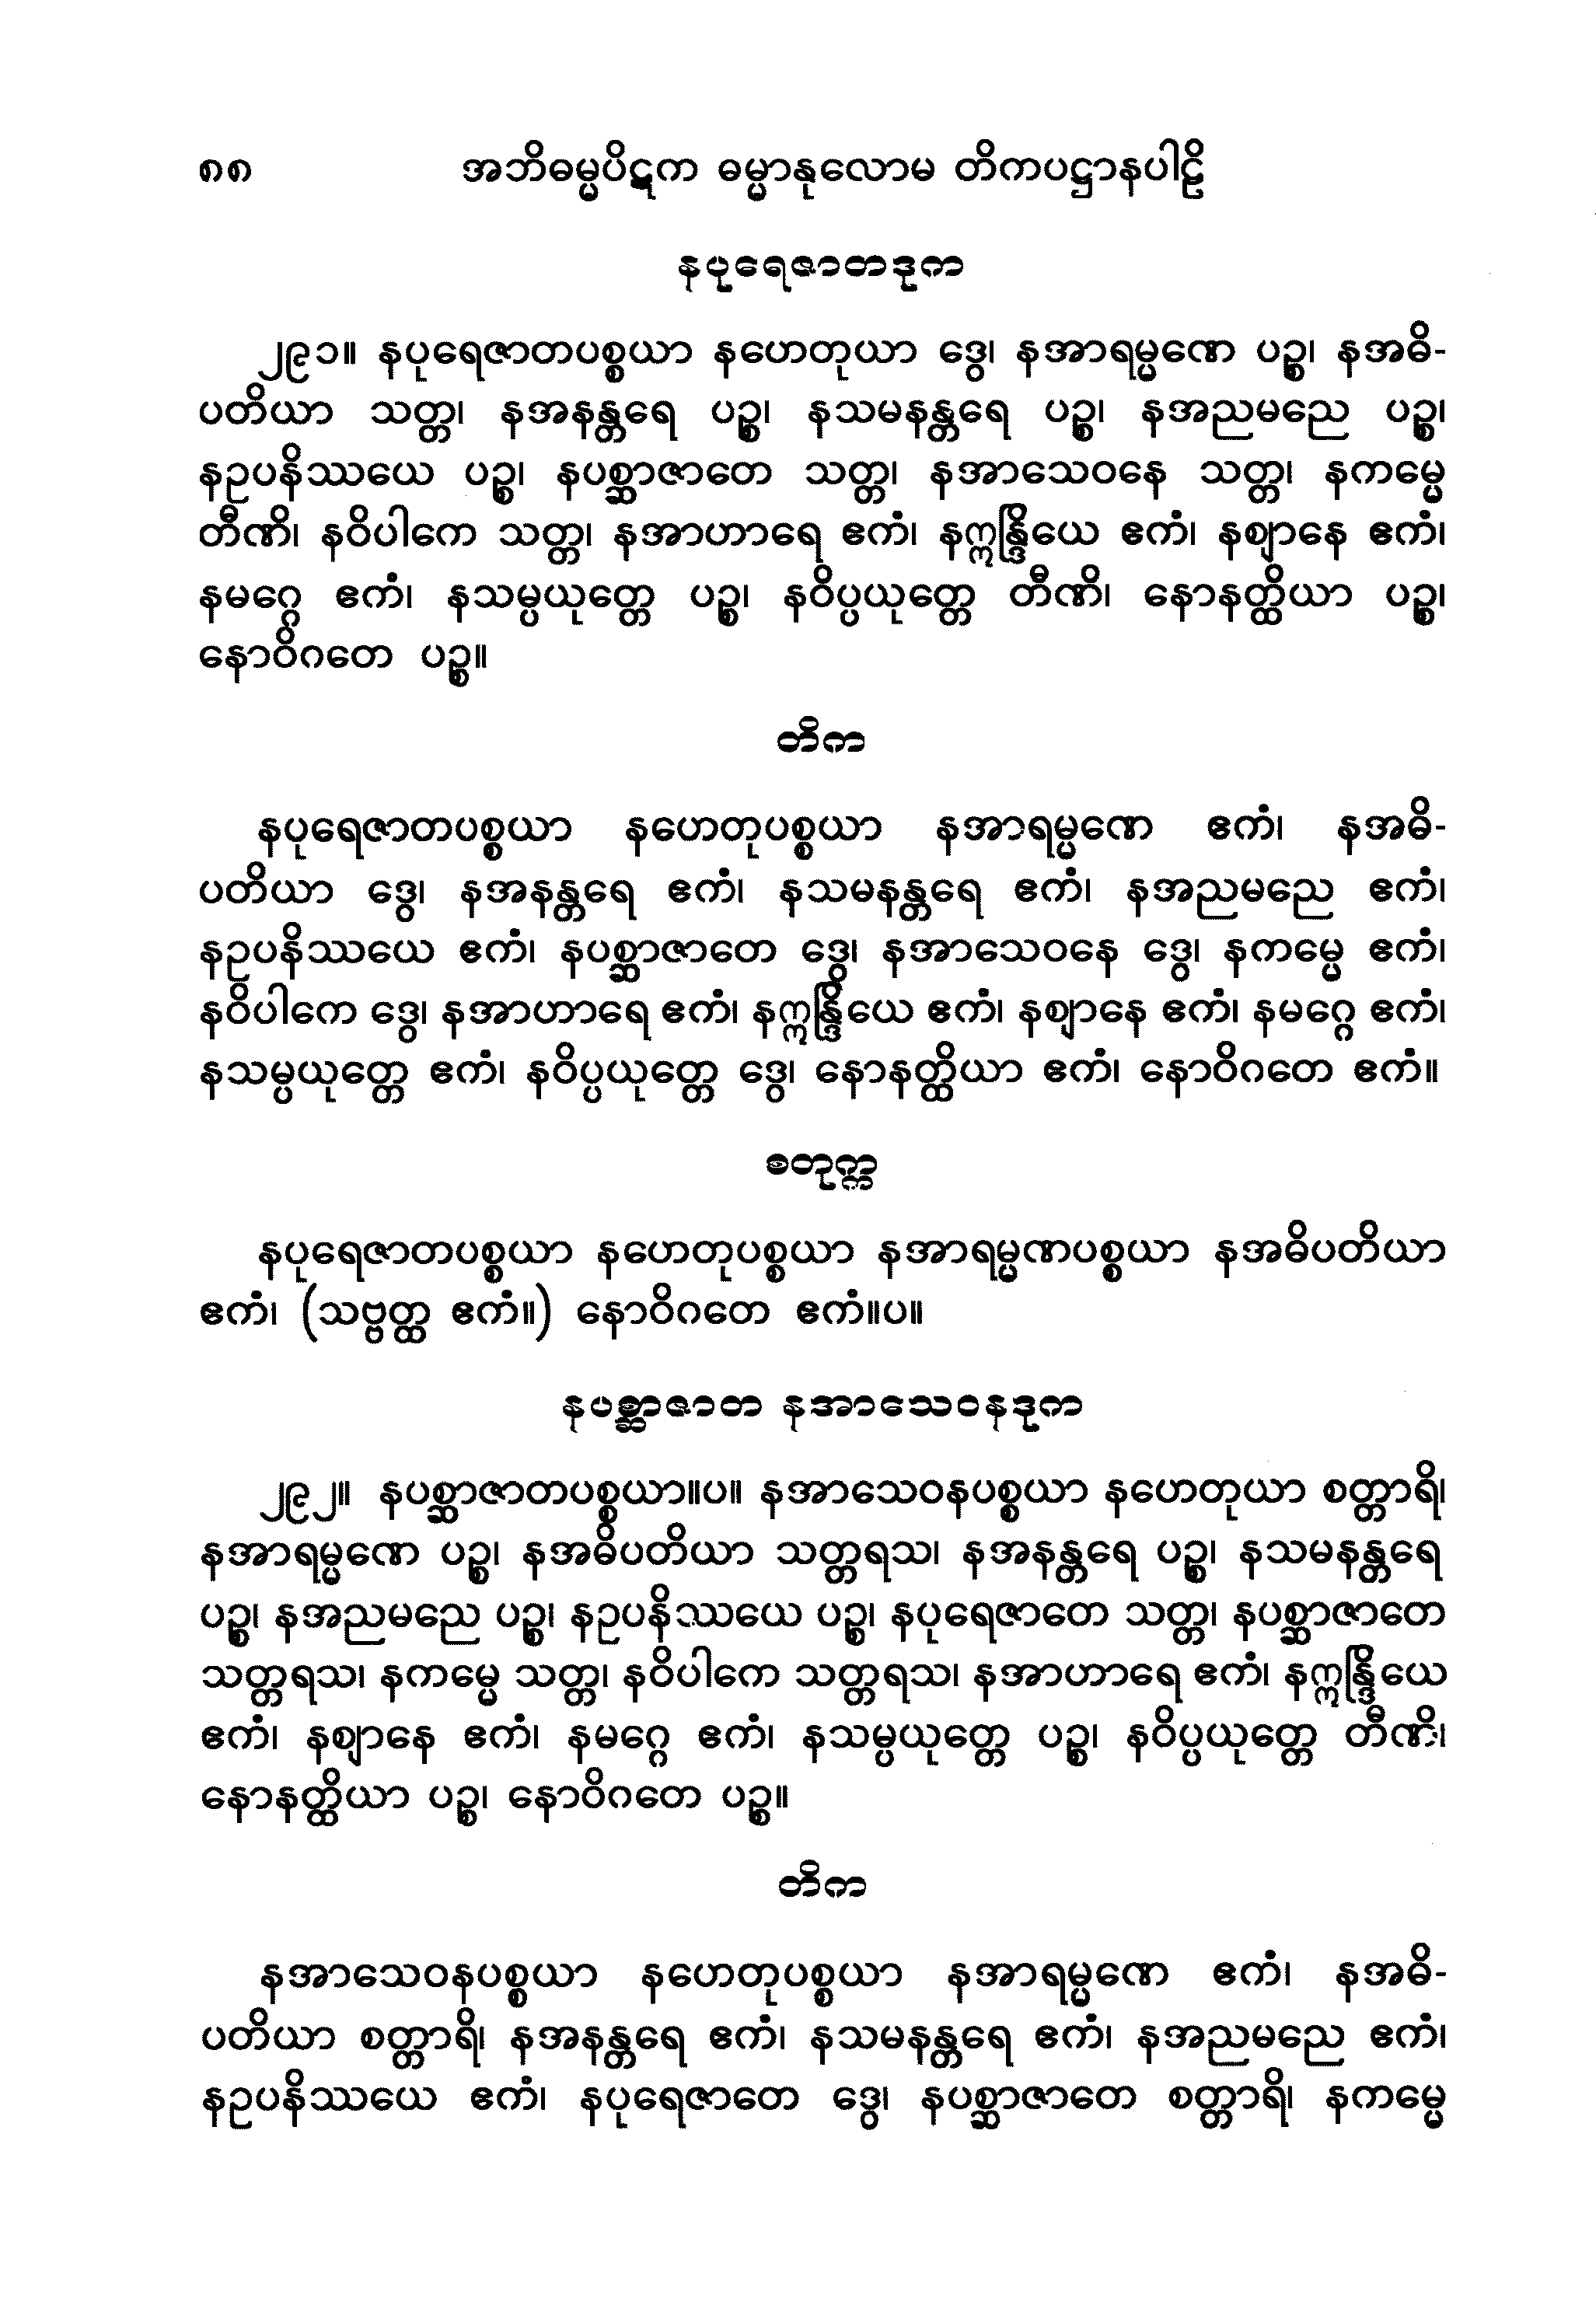 ၈၈ အဘိဓမ္မပိဋက ဓမ္မာနုလောမ တိကပဋ္ဌာနပါဠိ
နပုရေဇာတဒုက
၂၉၁။ နပုရေဇာတပစ္စယာ နဟေတုယာ ဒွေ၊ နအာရမ္မဏေ ပဉ္စ၊ နအဓိ-
ပတိယာ သတ္တ၊ နအနန္တရေ ပဉ္စ၊ နသမနန္တရေ ပဉ္စ၊ နအညမညေ ပဉ္စ၊
နဥပနိဿယေ ပဉ္စ၊ နပစ္ဆာဇာတေ သတ္တ၊ နအာသေဝနေ သတ္တ၊ နကမ္မေ
တီဏိ၊ နဝိပါကေ သတ္တ၊ နအာဟာရေ ဧကံ၊ နဣန္ဒြိယေ ဧကံ၊ နဈာနေ ဧကံ၊
နမဂ္ဂေ ဧကံ၊ နသမ္ပယုတ္တေ ပဉ္စ၊ နဝိပ္ပယုတ္တေ တီဏိ၊ နောနတ္ထိယာ ပဉ္စ၊
နောဝိဂတေ ပဉ္စ။
တိက
နပုရေဇာတပစ္စယာ နဟေတုပစ္စယာ နအာရမ္မဏေ ဧကံ၊ နအဓိ-
ပတိယာ ဒွေ၊ နအနန္တရေ ဧကံ၊ နသမနန္တရေ ဧကံ၊ နအညမညေ ဧကံ၊
နဥပနိဿယေ ဧကံ၊ နပစ္ဆာဇာတေ ဒွေ၊ နအာသေဝနေ ဒွေ၊ နကမ္မေ ဧကံ၊
နဝိပါကေ ဒွေ၊ နအာဟာရေ ဧကံ၊ နဣန္ဒြိယေ ဧကံ၊ နဈာနေ ဧကံ၊ နမဂ္ဂေ ဧကံ၊
နသမ္ပယုတ္တေ ဧကံ၊ နဝိပ္ပယုတ္တေ ဒွေ၊ နောနတ္ထိယာ ဧကံ၊ နောဝိဂတေ ဧကံ။
စတုက္က
နပုရေဇာတပစ္စယာ နဟေတုပစ္စယာ နအာရမ္မဏပစ္စယာ နအဓိပတိယာ
ဧကံ၊ (သဗ္ဗတ္ထ ဧကံ။) နောဝိဂတေ ဧကံ။ပ။
နပစ္ဆာဇာတ နအာသေဝနဒုက
၂၉၂။ နပစ္ဆာဇာတပစ္စယာ။ပ။ နအာသေဝနပစ္စယာ နဟေတုယာ စတ္တာရိ၊
နအာရမ္မဏေ ပဉ္စ၊ နအဓိပတိယာ သတ္တရသ၊ နအနန္တရေ ပဉ္စ၊ နသမနန္တရေ
ပဉ္စ၊ နအညမညေ ပဉ္စ၊ နဥပနိဿယေ ပဉ္စ၊ နပုရေဇာတေ သတ္တ၊ နပစ္ဆာဇာတေ
သတ္တရသ၊ နကမ္မေ သတ္တ၊ နဝိပါကေ သတ္တရသ၊ နအာဟာရေ ဧကံ၊ နဣန္ဒြိယေ
ဧကံ၊ နဈာနေ ဧကံ၊ နမဂ္ဂေ ဧကံ၊ နသမ္ပယုတ္တေ ပဉ္စ၊ နဝိပ္ပယုတ္တေ တီဏိ၊
နောနတ္ထိယာ ပဉ္စ၊ နောဝိဂတေ ပဉ္စ။
တိက
နအာသေဝနပစ္စယာ နဟေတုပစ္စယာ နအာရမ္မဏေ ဧကံ၊ နအဓိ-
ပတိယာ စတ္တာရိ၊ နအနန္တရေ ဧကံ၊ နသမနန္တရေ ဧကံ၊ နအညမညေ ဧကံ၊
နဥပနိဿယေ ဧကံ၊ နပုရေဇာတေ ဒွေ၊ နပစ္ဆာဇာတေ စတ္တာရိ၊ နကမ္မေ